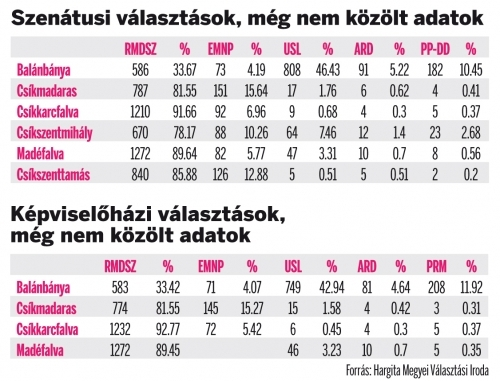 Szenátusi választások, még nem közölt adatok
RMDSZ % EMNP % USL % ARD % PP-DD %
Balánbánya 586 33.67 73 4.19 808 46.43 91 5.22 182 10.45
Csíkmadaras 787 81.55 151 15.64 17 1.76 6 0.62 4 0.41
Csíkkarcfalva 1210 91.66 92 6.96 9 0.68 4 0.3 5 0.37
Csíkszentmihály 670 78.17 88 10.26 64 7.46 12 1.4 23 2.68
Madéfalva 1272 89.64 82 5.77 47 3.31 10 0.7 8 0.56
Csíkszenttamás 840 85.88 126 12.88 5 0.51 5 0.51 2 0.2
Képviselőházi választások,
még nem közölt adatok
RMDSZ % EMNP % USL % ARD % PRM %
Balánbánya 583 33.42 71 4.07 749 42.94 81 4.64 208 11.92
Csíkmadaras 774 81.55 145 15.27 15 1.58 4 0.42 3 0.31
Csíkkarcfalva 1232 92.77 72 5.42 6 0.45 4 0.3 5 0.37
Madéfalva 1272 89.45 46 3.23 10 0.7 5 0.35
Forrás: Hargita Megyei Választási Iroda